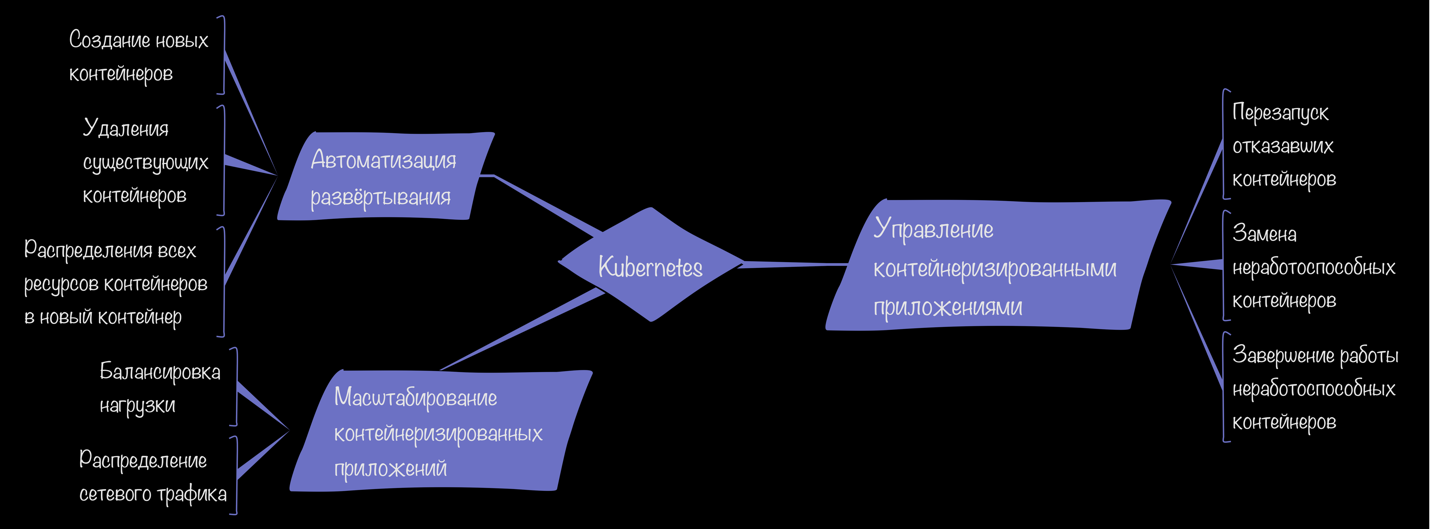 Создание новых
контейнеров
Удаления
существующих
контейнеров
Распределения всех
ресурсов контейнеров
в новый контейнер
Автоматизация
развёртывания
Балансировка
нагрузки
Распределение
сетевого трафика
Масштабирование
контейнеризированных
приложений
Kubernetes
Управление
контейнеризированными
приложениями
Перезапуск
отказавших
контейнеров
Замена
неработоспособных
контейнеров
Завершение работы
неработоспособных
контейнеров